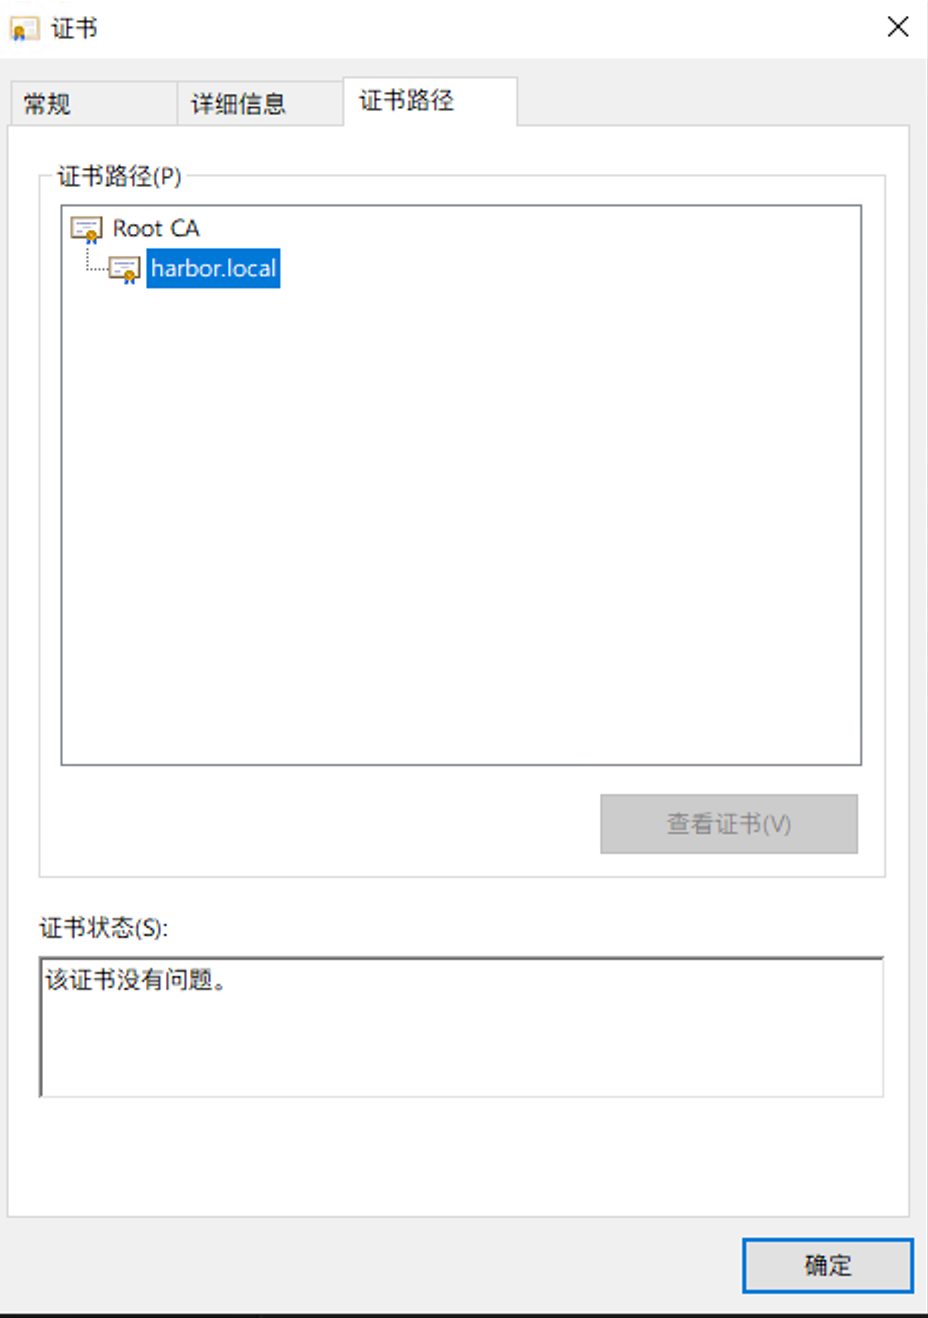 证书
常规
详细信息
证书路径
证书路径(P)
Root CA
harbor.local
查看证书(V)
证书状态(S):
该证书没有问题。
确定